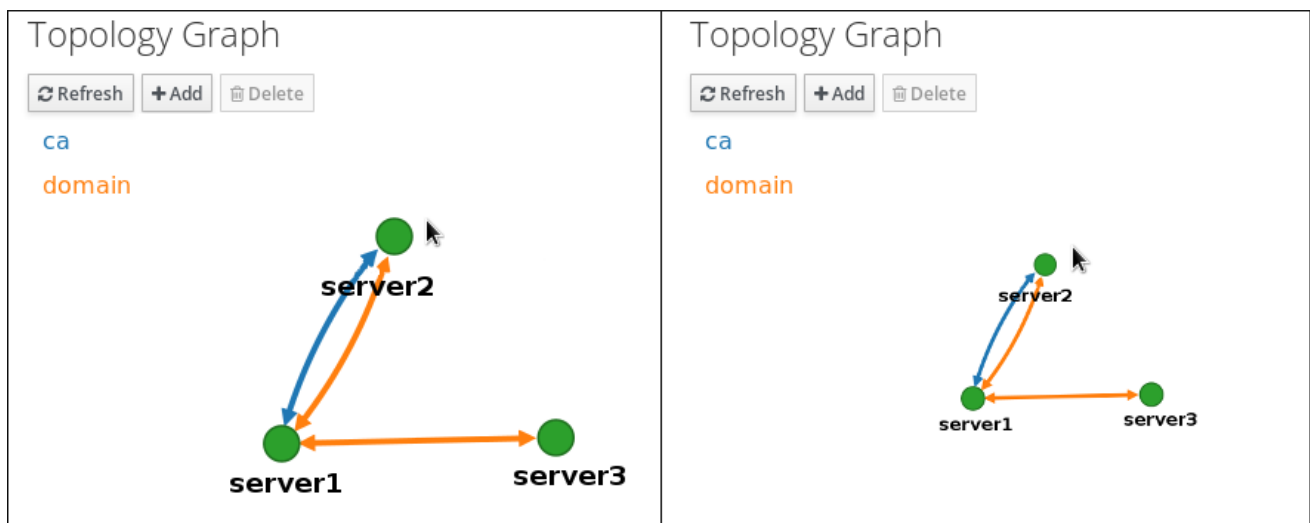 Topology Graph
Refresh Add Delete
ca
domain
server2
server1
server3
Topology Graph
Refresh Add Delete
ca
domain
server2
server1
server3